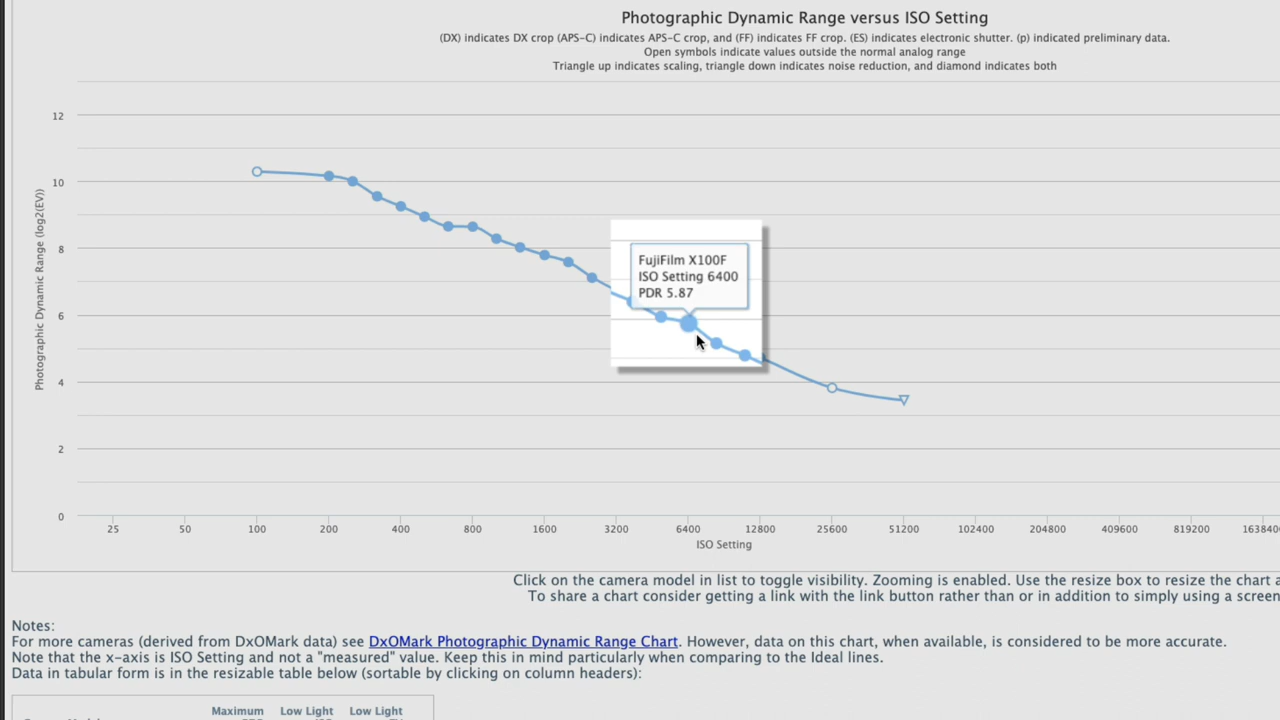 Photographic Dynamic Range versus ISO Setting
(DX) indicates DX crop (APS-C) indicates APS-C crop, and (FF) indicates FF crop. (ES) indicates electronic shutter. (p) indicated preliminary data.
Open symbols indicate values outside the normal analog range
Triangle up indicates scaling, triangle down indicates noise reduction, and diamond indicates both
Photographic Dynamic Range (log2(EV))
12
10
8
6
4
2
0
FujiFilm X100F
ISO Setting 6400
PDR 5.87
25 50 100 200 400 800 1600 3200 6400 12800 25600 51200 102400 204800 409600 819200 1638400
ISO Setting
Click on the camera model in list to toggle visibility. Zooming is enabled. Use the resize box to resize the chart a
To share a chart consider getting a link with the link button rather than or in addition to simply using a screen
Notes:
For more cameras (derived from DxOMark data) see DxOMark Photographic Dynamic Range Chart. However, data on this chart, when available, is considered to be more accurate.
Note that the x-axis is ISO Setting and not a "measured" value. Keep this in mind particularly when comparing to the Ideal lines.
Data in tabular form is in the resizable table below (sortable by clicking on column headers):
Maximum Low Light Low Light